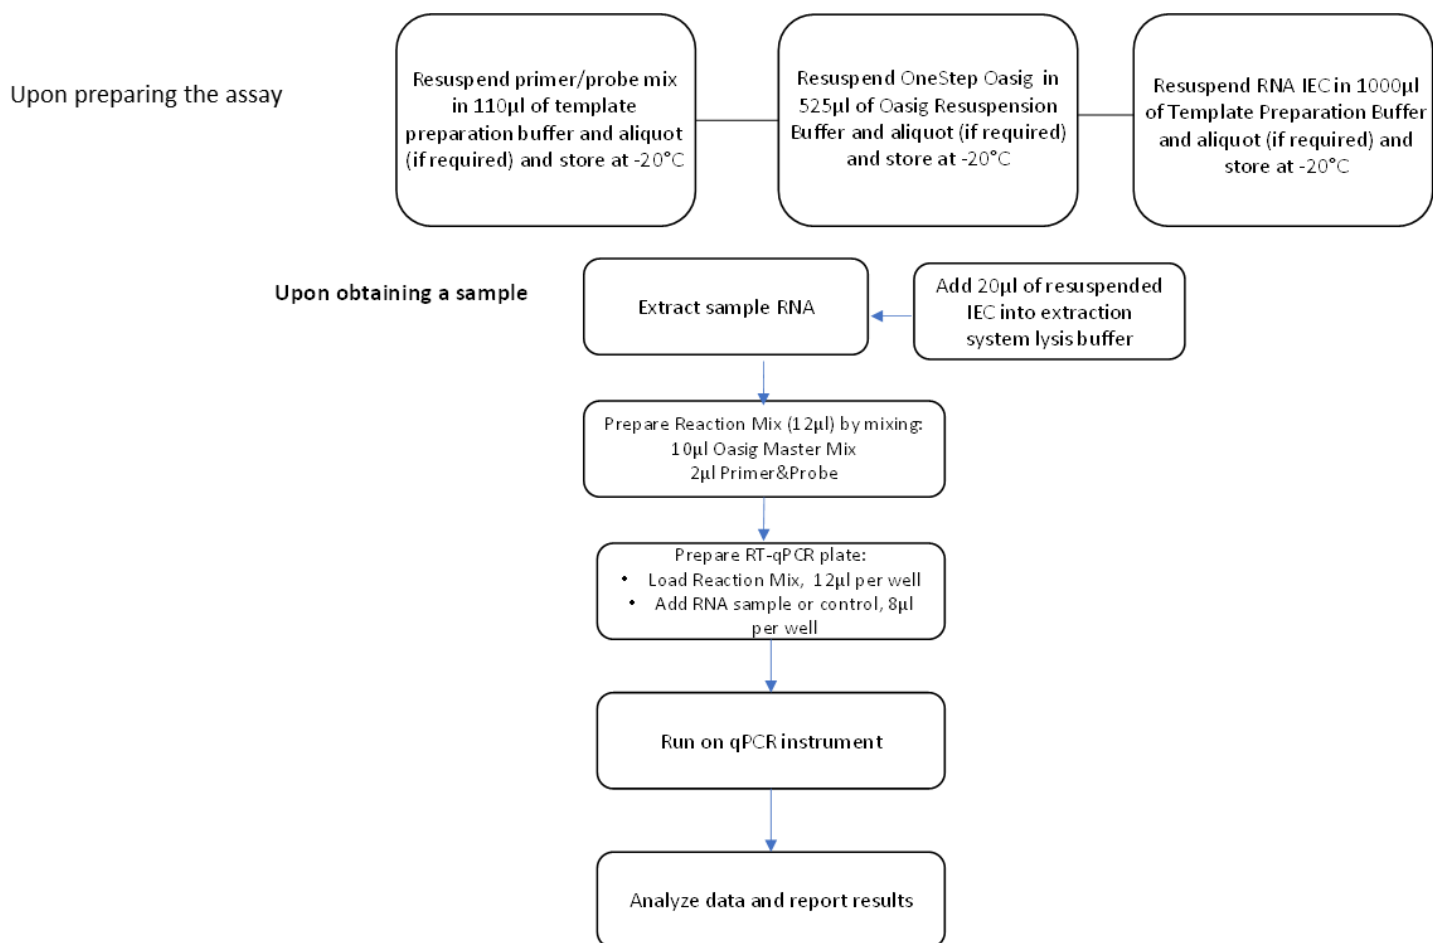 Upon preparing the assay
Resuspend primer/probe mix
in 110µl of template
preparation buffer and aliquot
(if required) and store at -20°C
Resuspend OneStep Oasig in
525µl of Oasig Resuspension
Buffer and aliquot (if required)
and store at -20°C
Resuspend RNA IEC in 1000µl
of Template Preparation Buffer
and aliquot (if required) and
store at -20°C
Upon obtaining a sample
Extract sample RNA
Add 20µl of resuspended
IEC into extraction
system lysis buffer
Prepare Reaction Mix (12µl) by mixing:
10µl Oasig Master Mix
2µl Primer&Probe
Prepare RT-qPCR plate:
• Load Reaction Mix, 12µl per well
• Add RNA sample or control, 8µl
per well
Run on qPCR instrument
Analyze data and report results